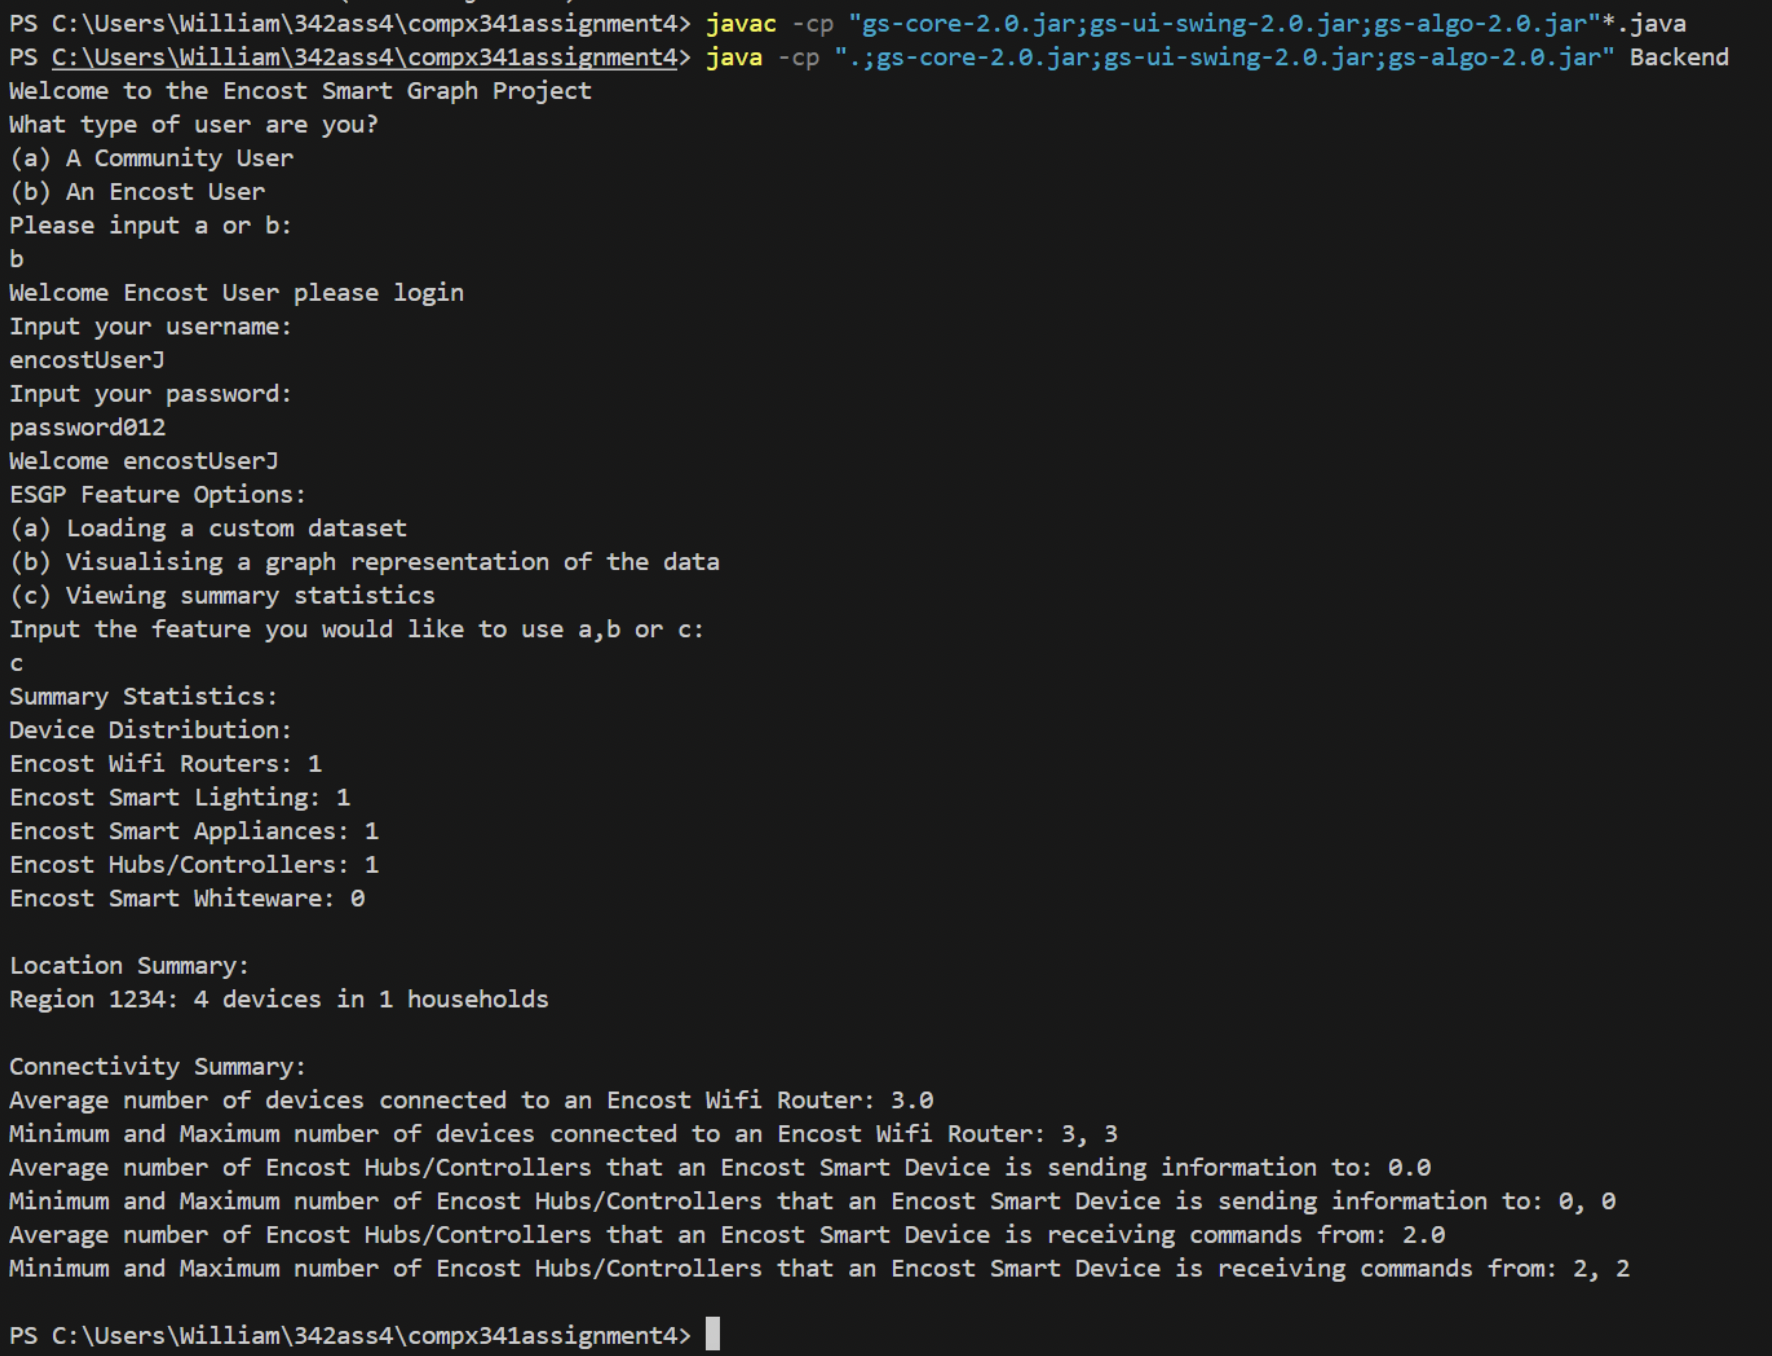 PS C:\Users\William\342ass4\compx341assignment4> javac -cp "gs-core-2.0.jar;gs-ui-swing-2.0.jar;gs-algo-2.0.jar"*.java
PS C:\Users\William\342ass4\compx341assignment4> java -cp ".;gs-core-2.0.jar;gs-ui-swing-2.0.jar;gs-algo-2.0.jar" Backend
Welcome to the Encost Smart Graph Project
What type of user are you?
(a) A Community User
(b) An Encost User
Please input a or b:
b
Welcome Encost User please login
Input your username:
encostUserJ
Input your password:
password012
Welcome encostUserJ
ESGP Feature Options:
(a) Loading a custom dataset
(b) Visualising a graph representation of the data
(c) Viewing summary statistics
Input the feature you would like to use a,b or c:
c
Summary Statistics:
Device Distribution:
Encost Wifi Routers: 1
Encost Smart Lighting: 1
Encost Smart Appliances: 1
Encost Hubs/Controllers: 1
Encost Smart Whiteware: 0

Location Summary:
Region 1234: 4 devices in 1 households

Connectivity Summary:
Average number of devices connected to an Encost Wifi Router: 3.0
Minimum and Maximum number of devices connected to an Encost Wifi Router: 3, 3
Average number of Encost Hubs/Controllers that an Encost Smart Device is sending information to: 0.0
Minimum and Maximum number of Encost Hubs/Controllers that an Encost Smart Device is sending information to: 0, 0
Average number of Encost Hubs/Controllers that an Encost Smart Device is receiving commands from: 2.0
Minimum and Maximum number of Encost Hubs/Controllers that an Encost Smart Device is receiving commands from: 2, 2

PS C:\Users\William\342ass4\compx341assignment4>